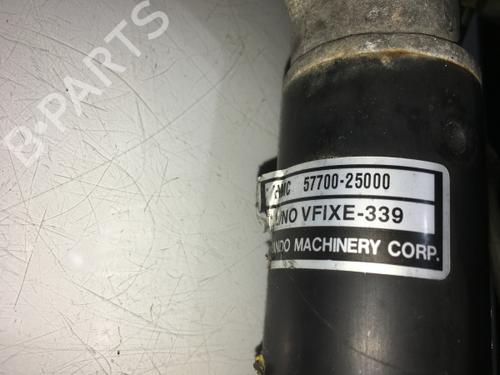 B-PARTS
57700-25000
VFIXE-339
MACHINERY CORP.